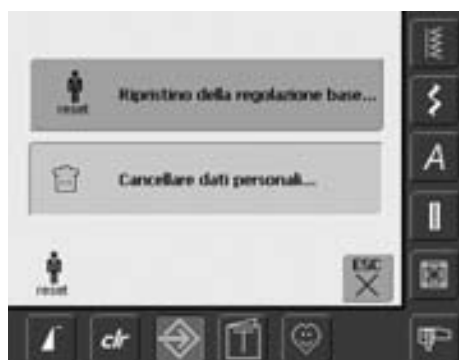 reset
Ripristino della regolazione base...
Cancellare dati personali...
reset
ESC
A
clr